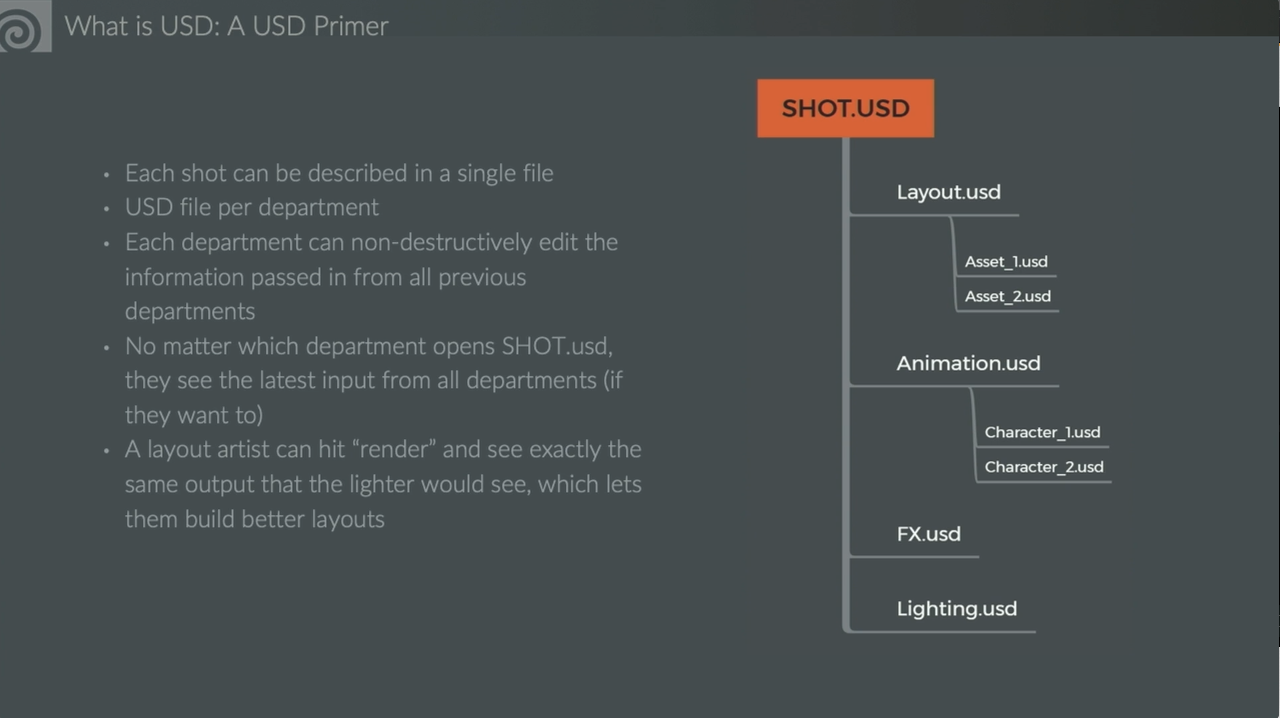 What is USD: A USD Primer
• Each shot can be described in a single file
• USD file per department
• Each department can non-destructively edit the
information passed in from all previous
departments
• No matter which department opens SHOT.usd,
they see the latest input from all departments (if
they want to)
• A layout artist can hit “render” and see exactly the
same output that the lighter would see, which lets
them build better layouts
SHOT.USD
Layout.usd
Asset_1.usd
Asset_2.usd
Animation.usd
Character_1.usd
Character_2.usd
FX.usd
Lighting.usd